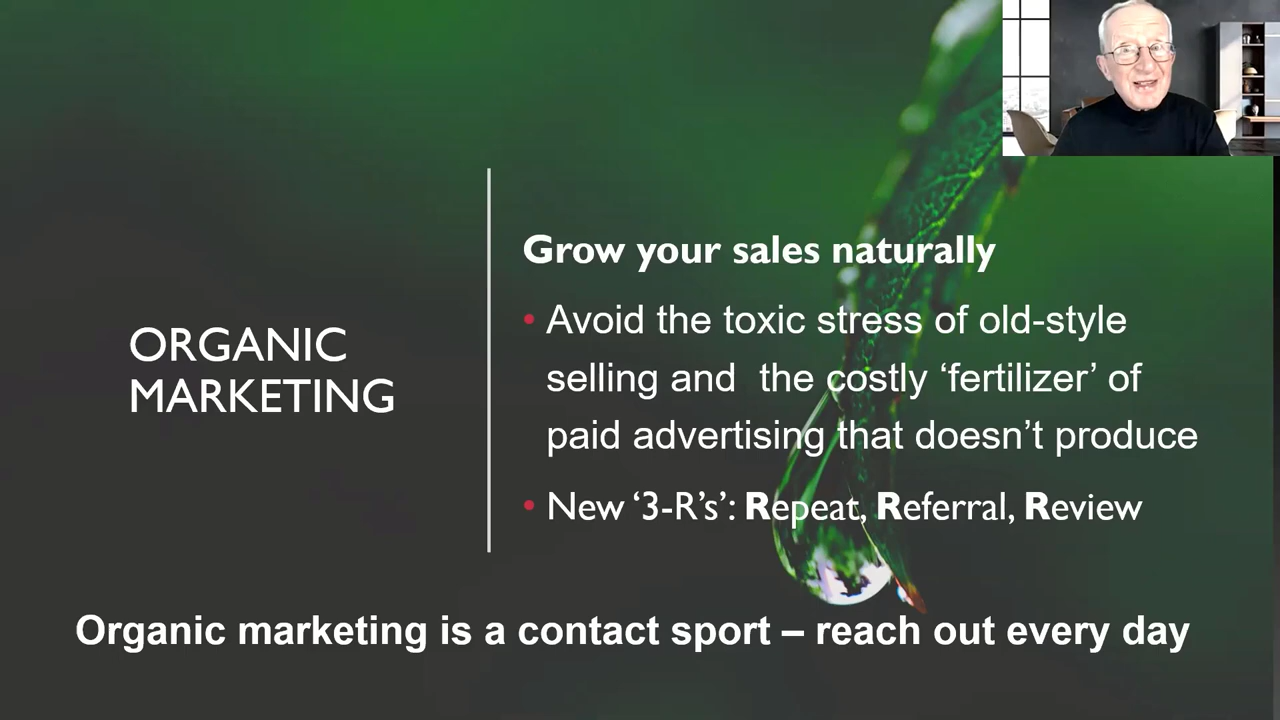 ORGANIC
MARKETING
Grow your sales naturally
• Avoid the toxic stress of old-style
selling and  the costly ‘fertilizer’ of
paid advertising that doesn’t produce
• New ‘3-R’s’: Repeat, Referral, Review
Organic marketing is a contact sport – reach out every day